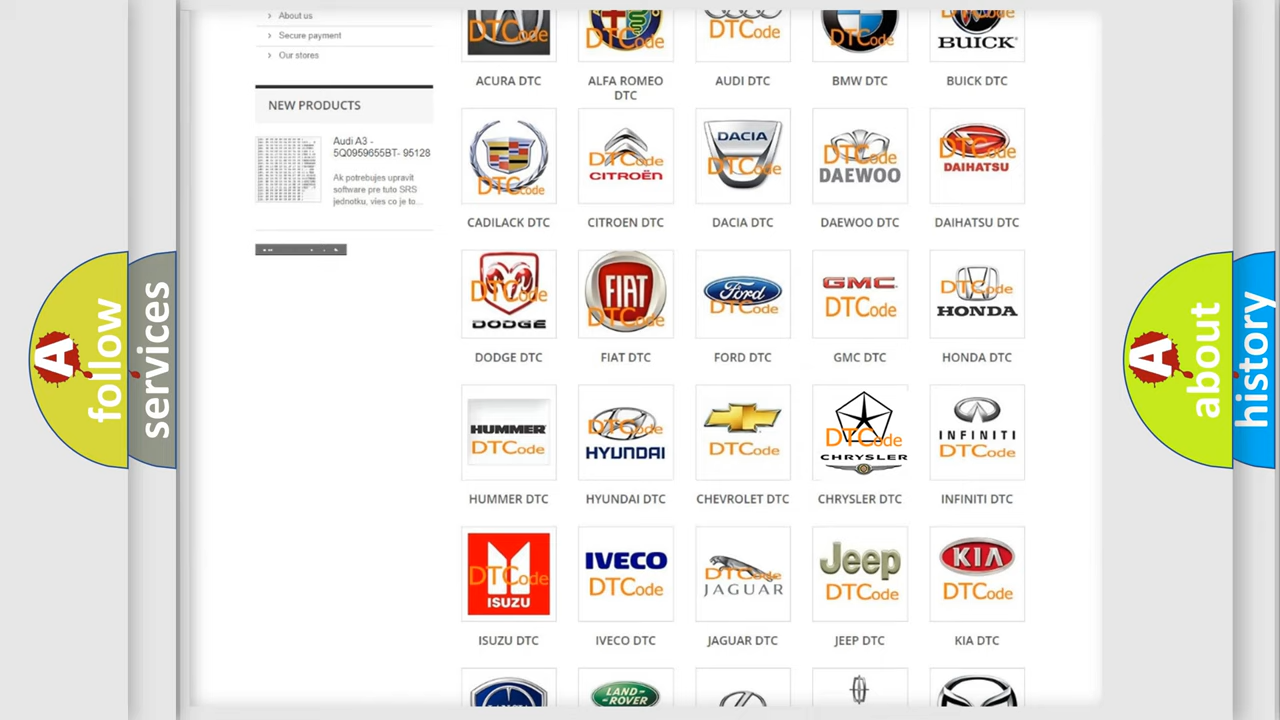 About us
Secure payment
Our stores
NEW PRODUCTS
Audi A3 -
5Q0959655BT- 95128
Ak potrebujes upravit
software pre tuto SRS
jednotku, vies co je to...
DTCode
DTCode
DTCode
DTCode
BUICK
ACURA DTC
ALFA ROMEO
DTC
AUDI DTC
BMW DTC
BUICK DTC
DTCode
DTCode
CITROËN
DACIA
DTCode
DTCode
DAEWOO
DTCode
DAIHATSU
CADILACK DTC
CITROEN DTC
DACIA DTC
DAEWOO DTC
DAIHATSU DTC
DTCode
DODGE
FIAT
DTCode
Ford
DTCode
GMC
DTCode
DTCode
HONDA
DODGE DTC
FIAT DTC
FORD DTC
GMC DTC
HONDA DTC
HUMMER
DTCode
DTCode
HYUNDAI
DTCode
DTCode
CHRYSLER
INFINITI
DTCode
HUMMER DTC
HYUNDAI DTC
CHEVROLET DTC
CHRYSLER DTC
INFINITI DTC
DTCode
ISUZU
IVECO
DTCode
DTCode
JAGUAR
Jeep
DTCode
KIA
DTCode
ISUZU DTC
IVECO DTC
JAGUAR DTC
JEEP DTC
KIA DTC
LAND-
ROVER
A
follow
services
A
about
history